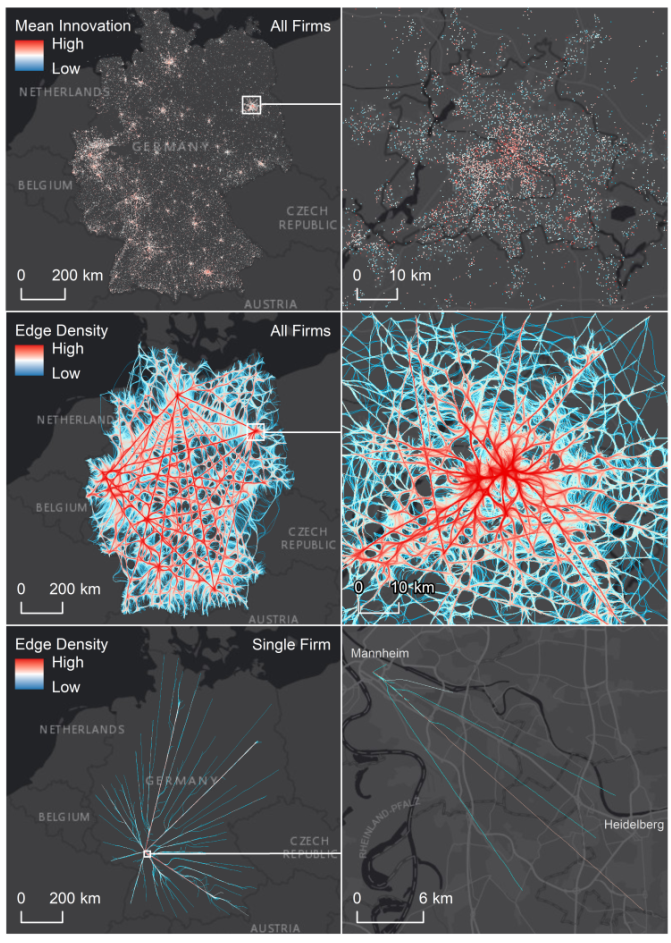 Mean Innovation
All Firms
High
Low
NETHERLANDS
GERMANY
BELGIUM
CZECH
REPUBLIC
0 200 km
AUSTRIA
0 10 km
Edge Density
All Firms
High
Low
NETHERLAND
BELGIUM
CZECH
REPUBLIC
0 200 km
AUSTRIA
0 10 km
Edge Density
Single Firm
High
Low
NETHERLANDS
GERMANY
BELGIUM
CZECH
REPUBLIC
0 200 km
AUSTRIA
Mannheim
RHEINLAND-PFALZ
Heidelberg
0 6 km